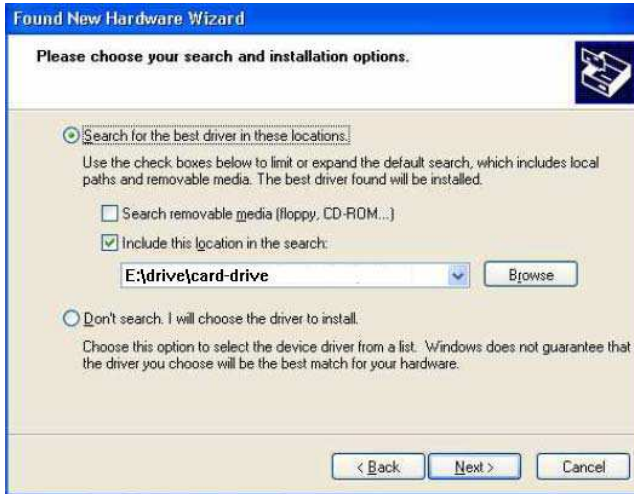 Found New Hardware Wizard
Please choose your search and installation options.
Search for the best driver in these locations.
Use the check boxes below to limit or expand the default search, which includes local
paths and removable media. The best driver found will be installed.
Search removable media (floppy, CD-ROM...)
Include this location in the search:
E:\drive\card-drive
Browse
Don't search. I will choose the driver to install.
Choose this option to select the device driver from a list. Windows does not guarantee that
the driver you choose will be the best match for your hardware.
< Back Next > Cancel